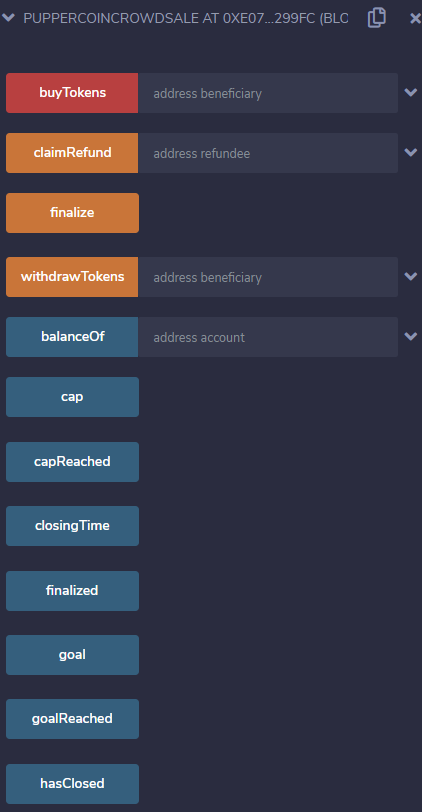 PUPPERCOINCROWDSALE AT 0XE07...299FC (BLO
buyTokens address beneficiary
claimRefund address refundee
finalize
withdrawTokens address beneficiary
balanceOf address account
cap
capReached
closingTime
finalized
goal
goalReached
hasClosed